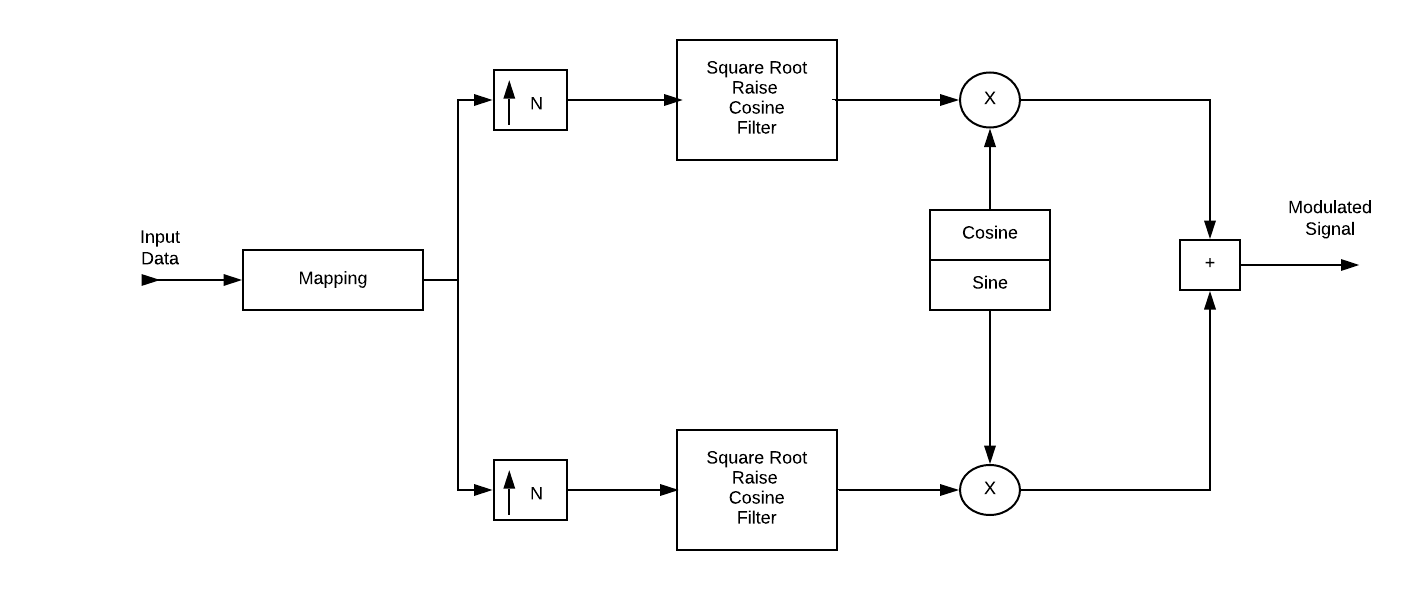 Input
Data
Mapping
N
Square Root
Raise
Cosine
Filter
X
Cosine
Sine
N
Square Root
Raise
Cosine
Filter
X
+
Modulated
Signal